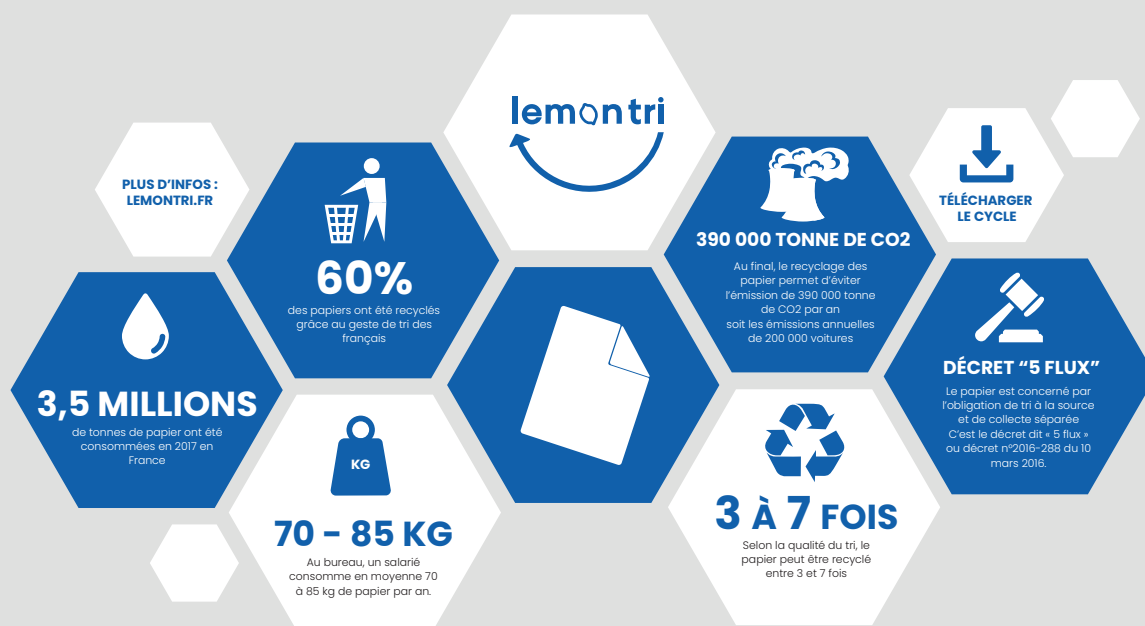 lemon tri
PLUS D'INFOS :
LEMONTRI.FR
60%
des papiers ont été recyclés
grâce au geste de tri des
français
390 000 TONNE DE CO2
Au final, le recyclage des
papier permet d'éviter
l'émission de 390 000 tonne
de CO2 par an
soit les émissions annuelles
de 200 000 voitures
TÉLÉCHARGER
LE CYCLE
3,5 MILLIONS
de tonnes de papier ont été
consommées en 2017 en
France
DÉCRET “5 FLUX”
Le papier est concerné par
l'obligation de tri à la source
et de collecte séparée
C'est le décret dit « 5 flux »
ou décret nº2016-288 du 10
mars 2016.
KG
70 - 85 KG
Au bureau, un salarié
consomme en moyenne 70
à 85 kg de papier par an.
3 À 7 FOIS
Selon la qualité du tri, le
papier peut être recyclé
entre 3 et 7 fois